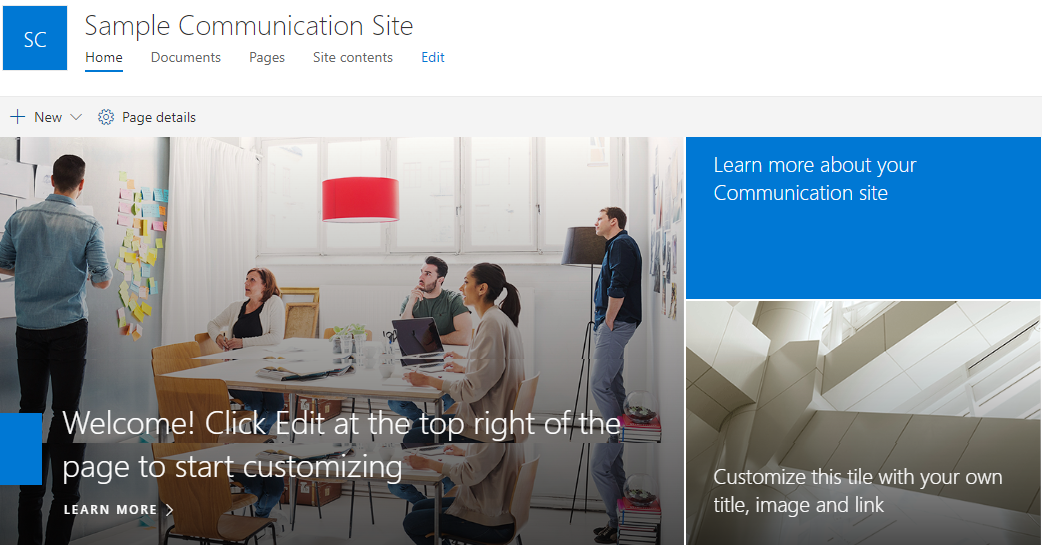 SC
Sample Communication Site
Home Documents Pages Site contents Edit
New Page details
Learn more about your
Communication site
Welcome! Click Edit at the top right of the
page to start customizing
LEARN MORE
Customize this tile with your own
title, image and link